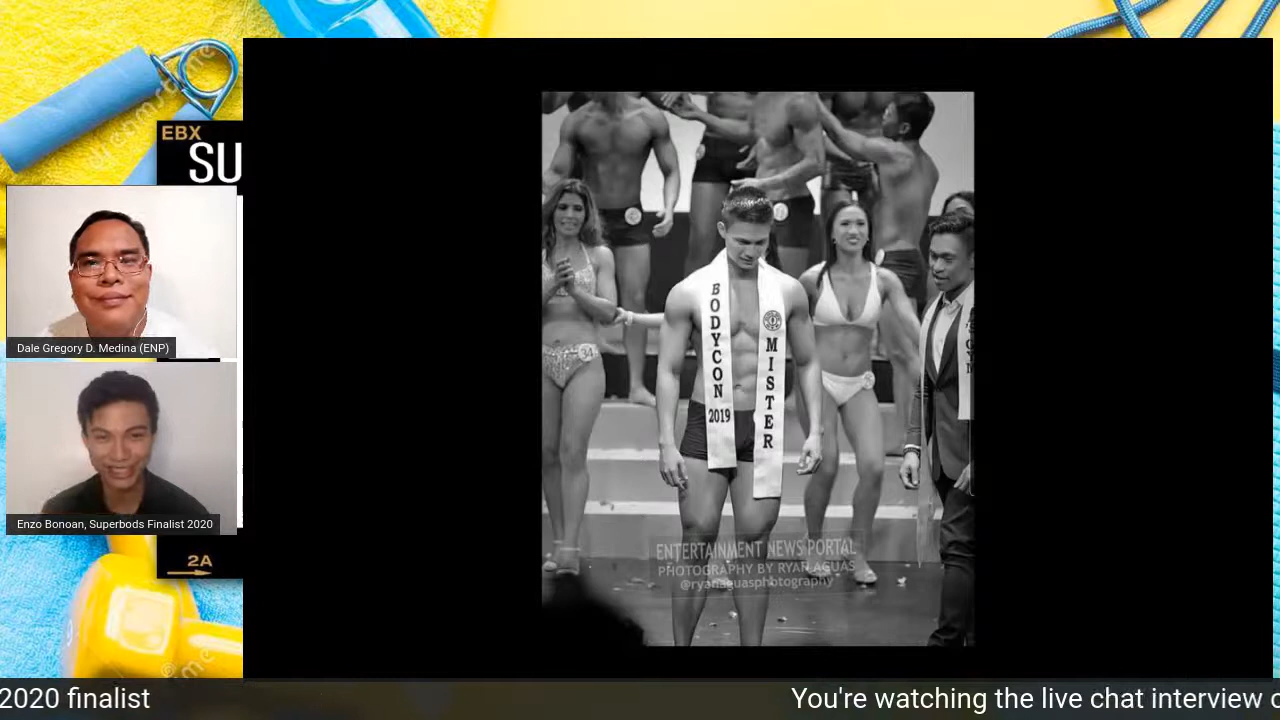 EBX
SU
Dale Gregory D. Medina (ENP)
Enzo Bonoan, Superbods Finalist 2020
2A
BODYCON
2019
MISTER
ENTERTAINMENT NEWS PORTAL
PHOTOGRAPHY BY RYAN AGUAS
@ryanaguasphotography
2020 finalist
You're watching the live chat interview